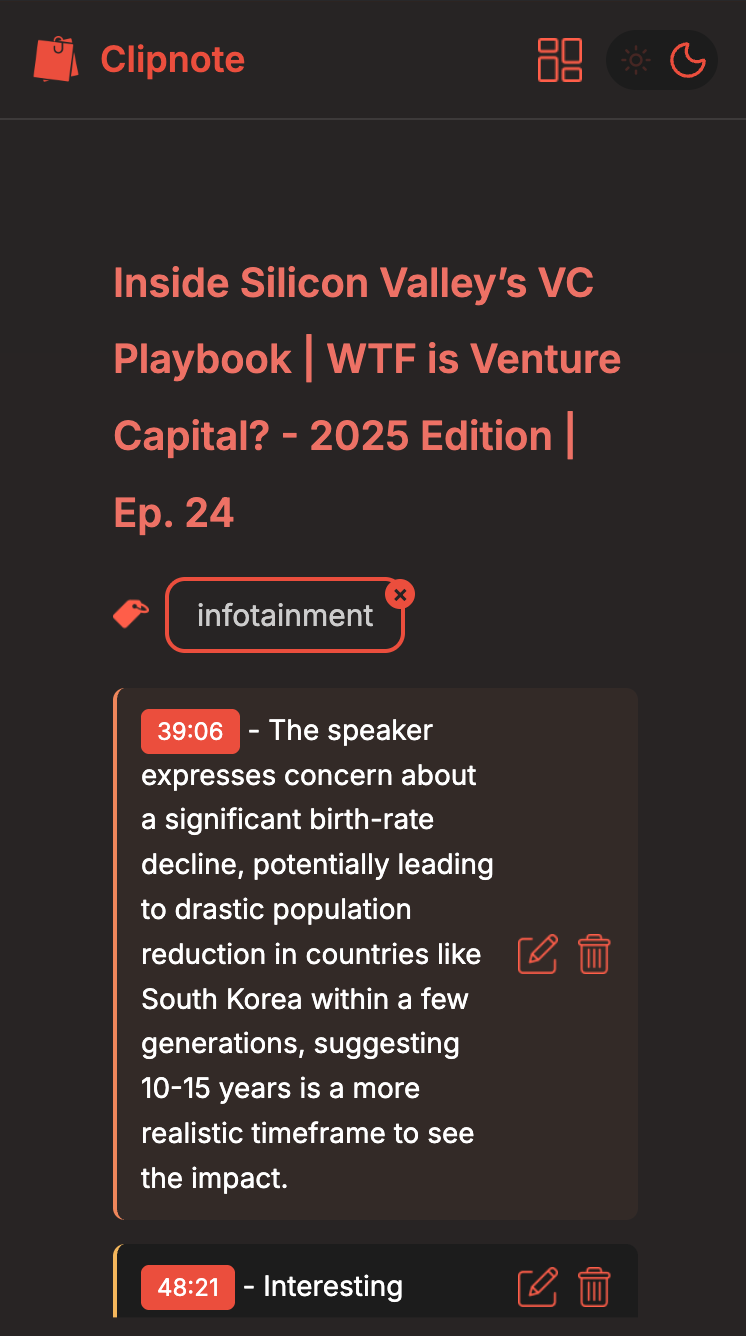 Clipnote
Inside Silicon Valley’s VC
Playbook | WTF is Venture
Capital? - 2025 Edition |
Ep. 24
infotainment
39:06 - The speaker
expresses concern about
a significant birth-rate
decline, potentially leading
to drastic population
reduction in countries like
South Korea within a few
generations, suggesting
10-15 years is a more
realistic timeframe to see
the impact.
48:21 - Interesting